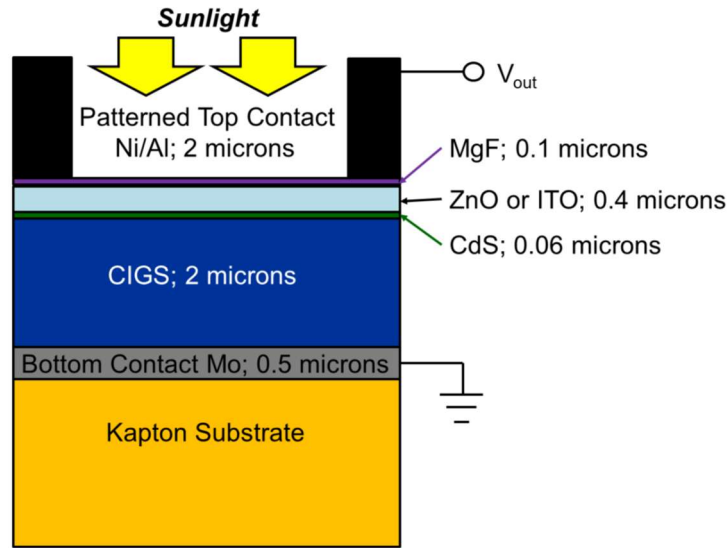 Sunlight
V_out
Patterned Top Contact
Ni/Al; 2 microns
MgF; 0.1 microns
ZnO or ITO; 0.4 microns
CdS; 0.06 microns
CIGS; 2 microns
Bottom Contact Mo; 0.5 microns
Kapton Substrate